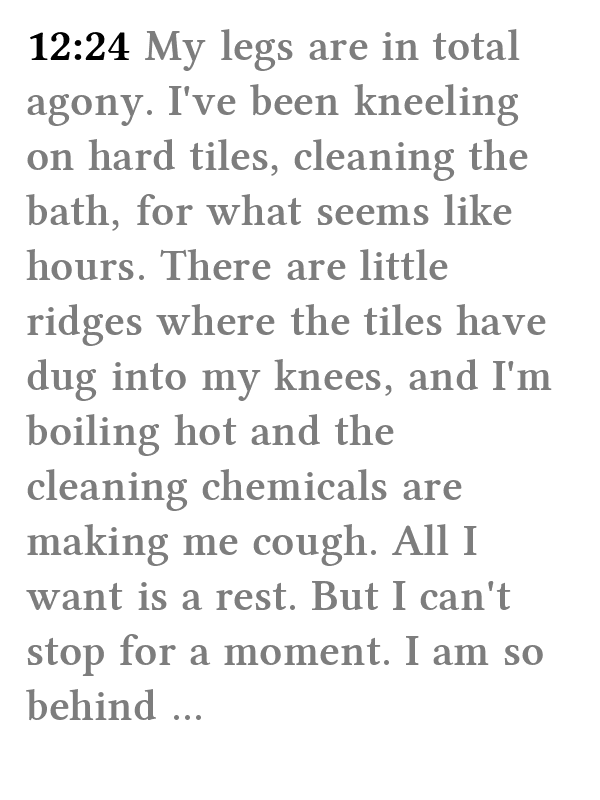 12:24 My legs are in total
agony. I've been kneeling
on hard tiles, cleaning the
bath, for what seems like
hours. There are little
ridges where the tiles have
dug into my knees, and I'm
boiling hot and the
cleaning chemicals are
making me cough. All I
want is a rest. But I can't
stop for a moment. I am so
behind ...